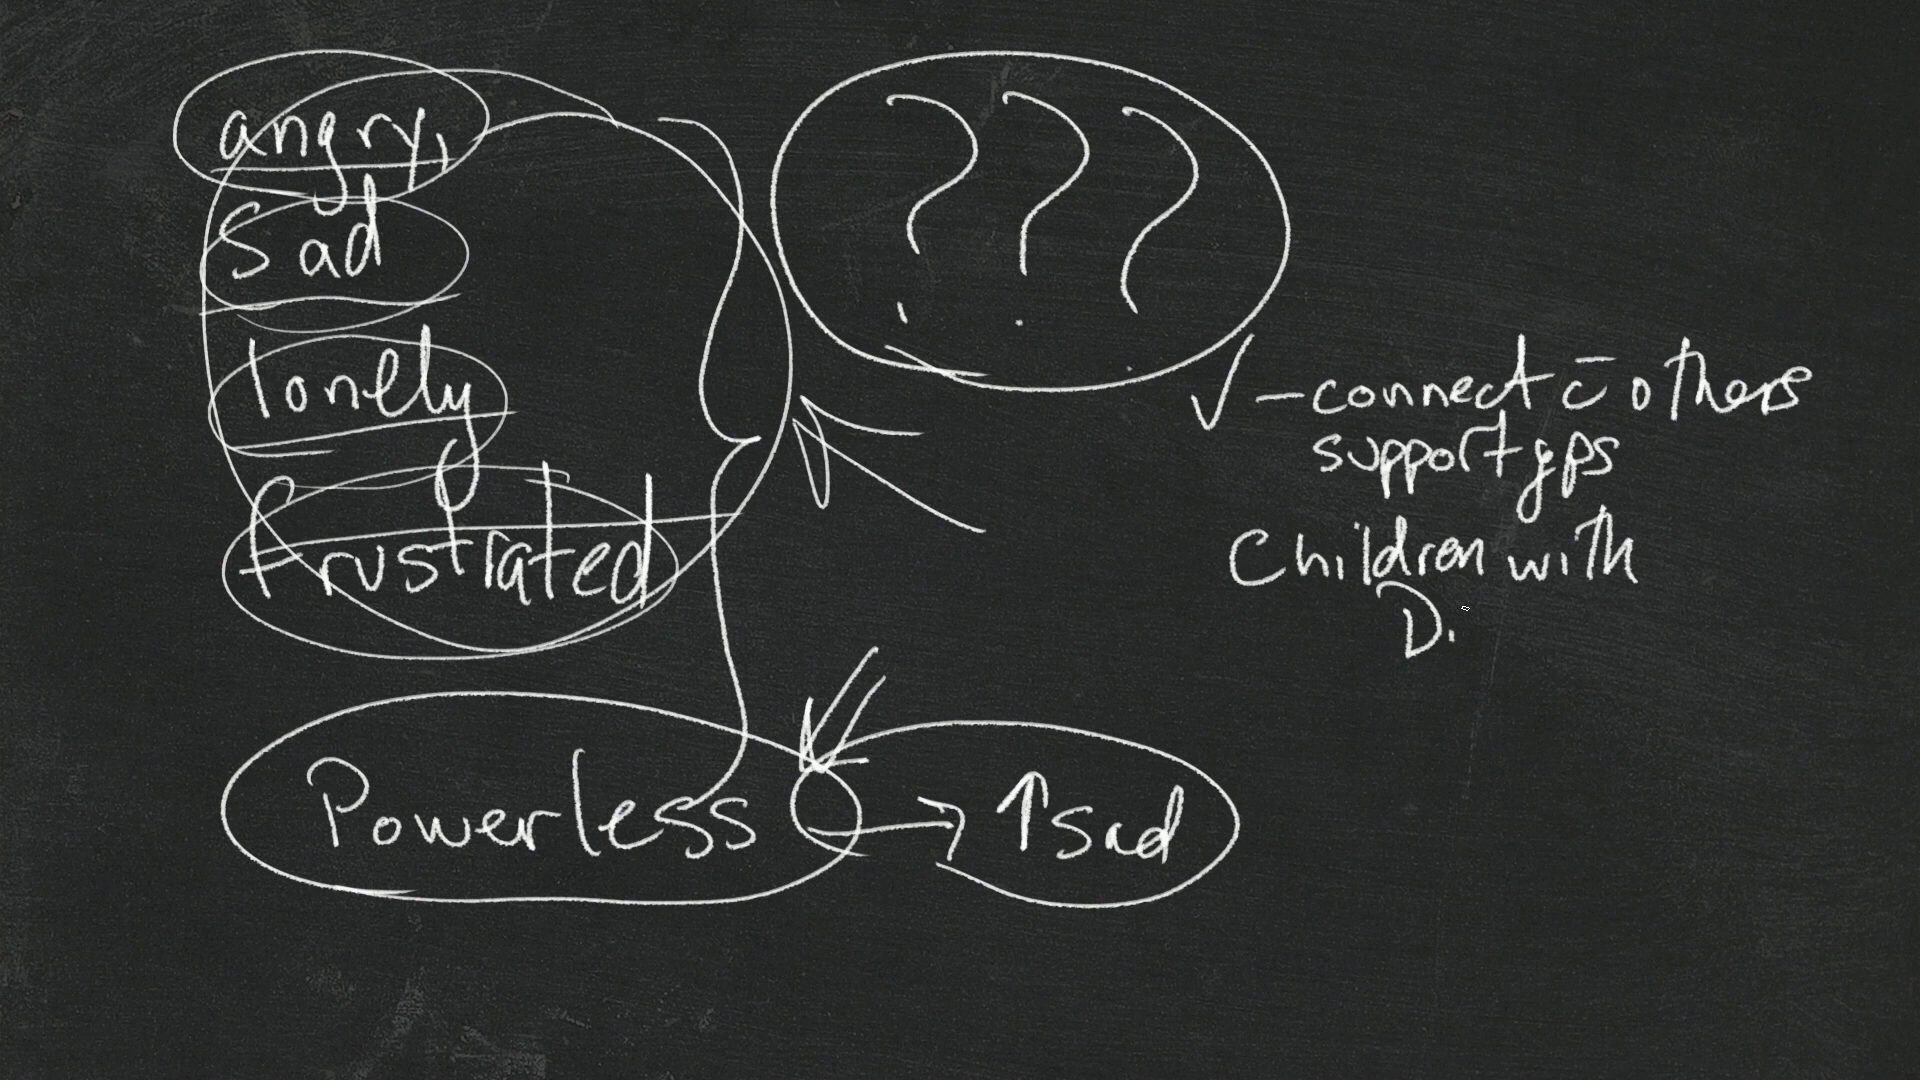 angry,
sad
lonely
frustrated
? ? ?
✓ - connect c̄ others
support gps
Children with
D.
Powerless → ↑ sad